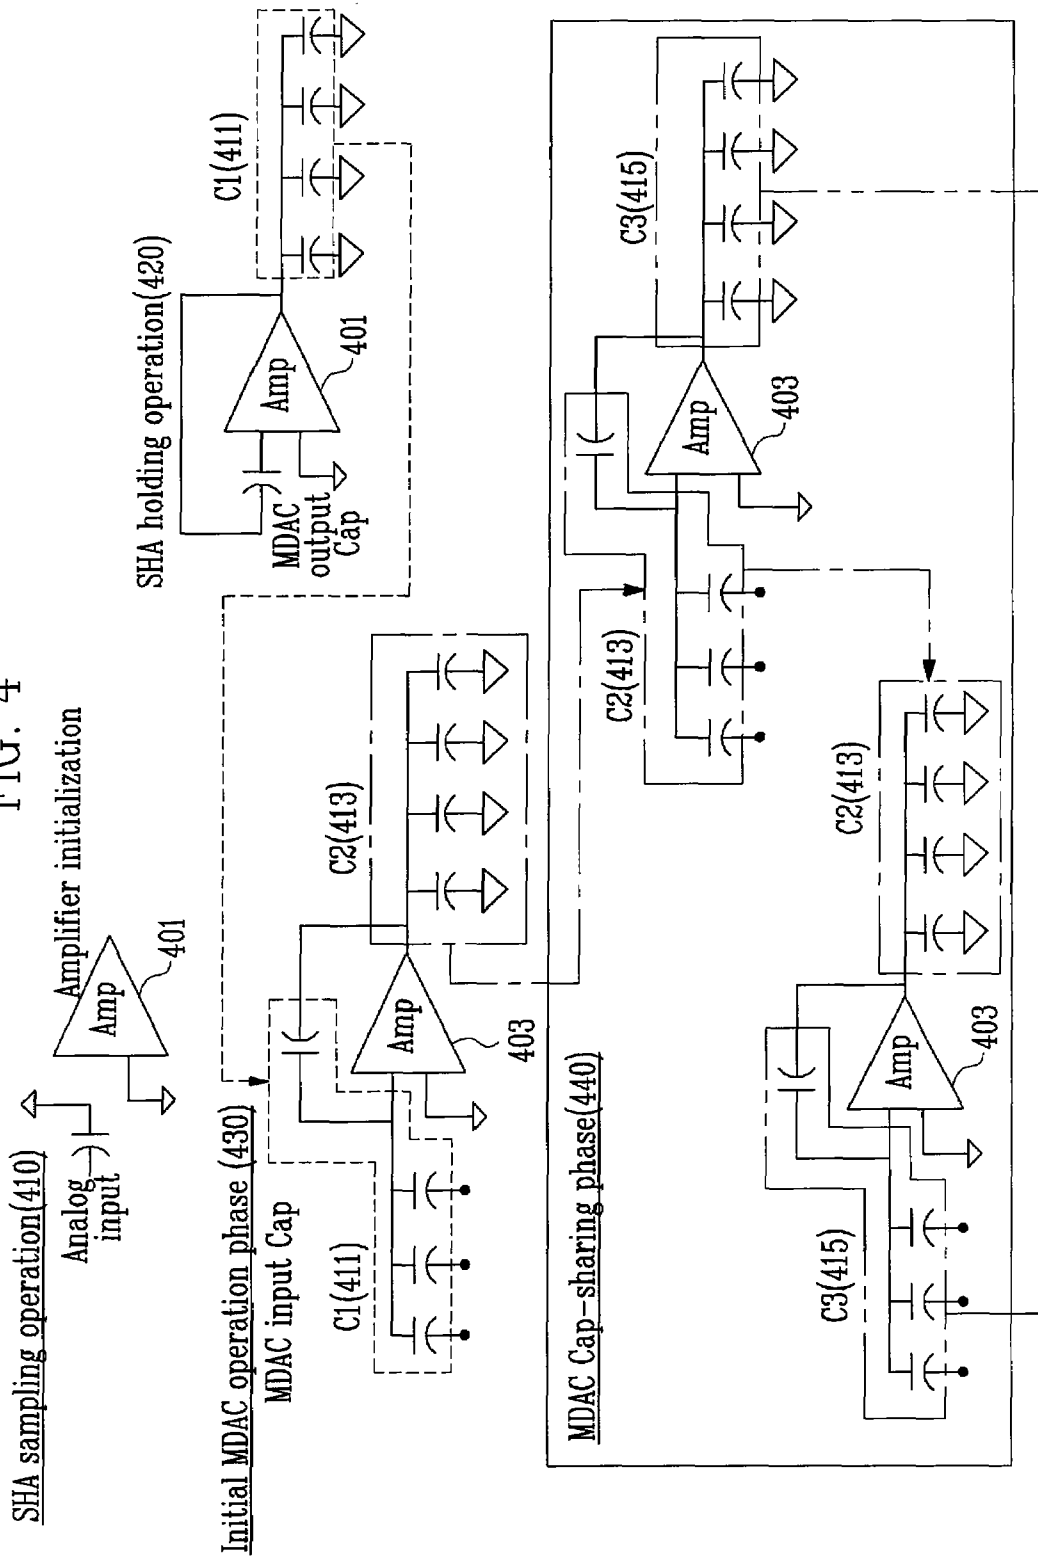 FIG. 4
SHA sampling operation(410)
Analog
input
Amplifier initialization
Amp
401
SHA holding operation(420)
MDAC
output
Cap
Amp
401
C1(411)
Initial MDAC operation phase (430)
MDAC input Cap
C1(411)
Amp
403
C2(413)
MDAC Cap-sharing phase(440)
C2(413)
Amp
403
C3(415)
C3(415)
Amp
403
C2(413)